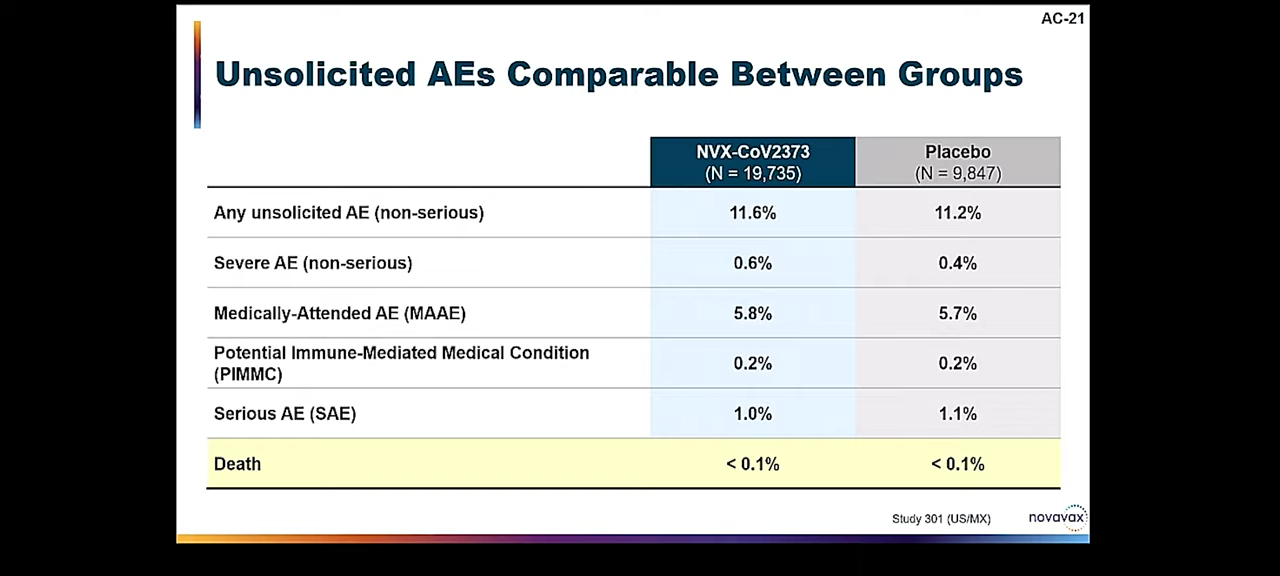 AC-21
Unsolicited AEs Comparable Between Groups
NVX-CoV2373 Placebo
(N = 19,735) (N = 9,847)
Any unsolicited AE (non-serious) 11.6% 11.2%
Severe AE (non-serious) 0.6% 0.4%
Medically-Attended AE (MAAE) 5.8% 5.7%
Potential Immune-Mediated Medical Condition
(PIMMC) 0.2% 0.2%
Serious AE (SAE) 1.0% 1.1%
Death < 0.1% < 0.1%
Study 301 (US/MX) novavax